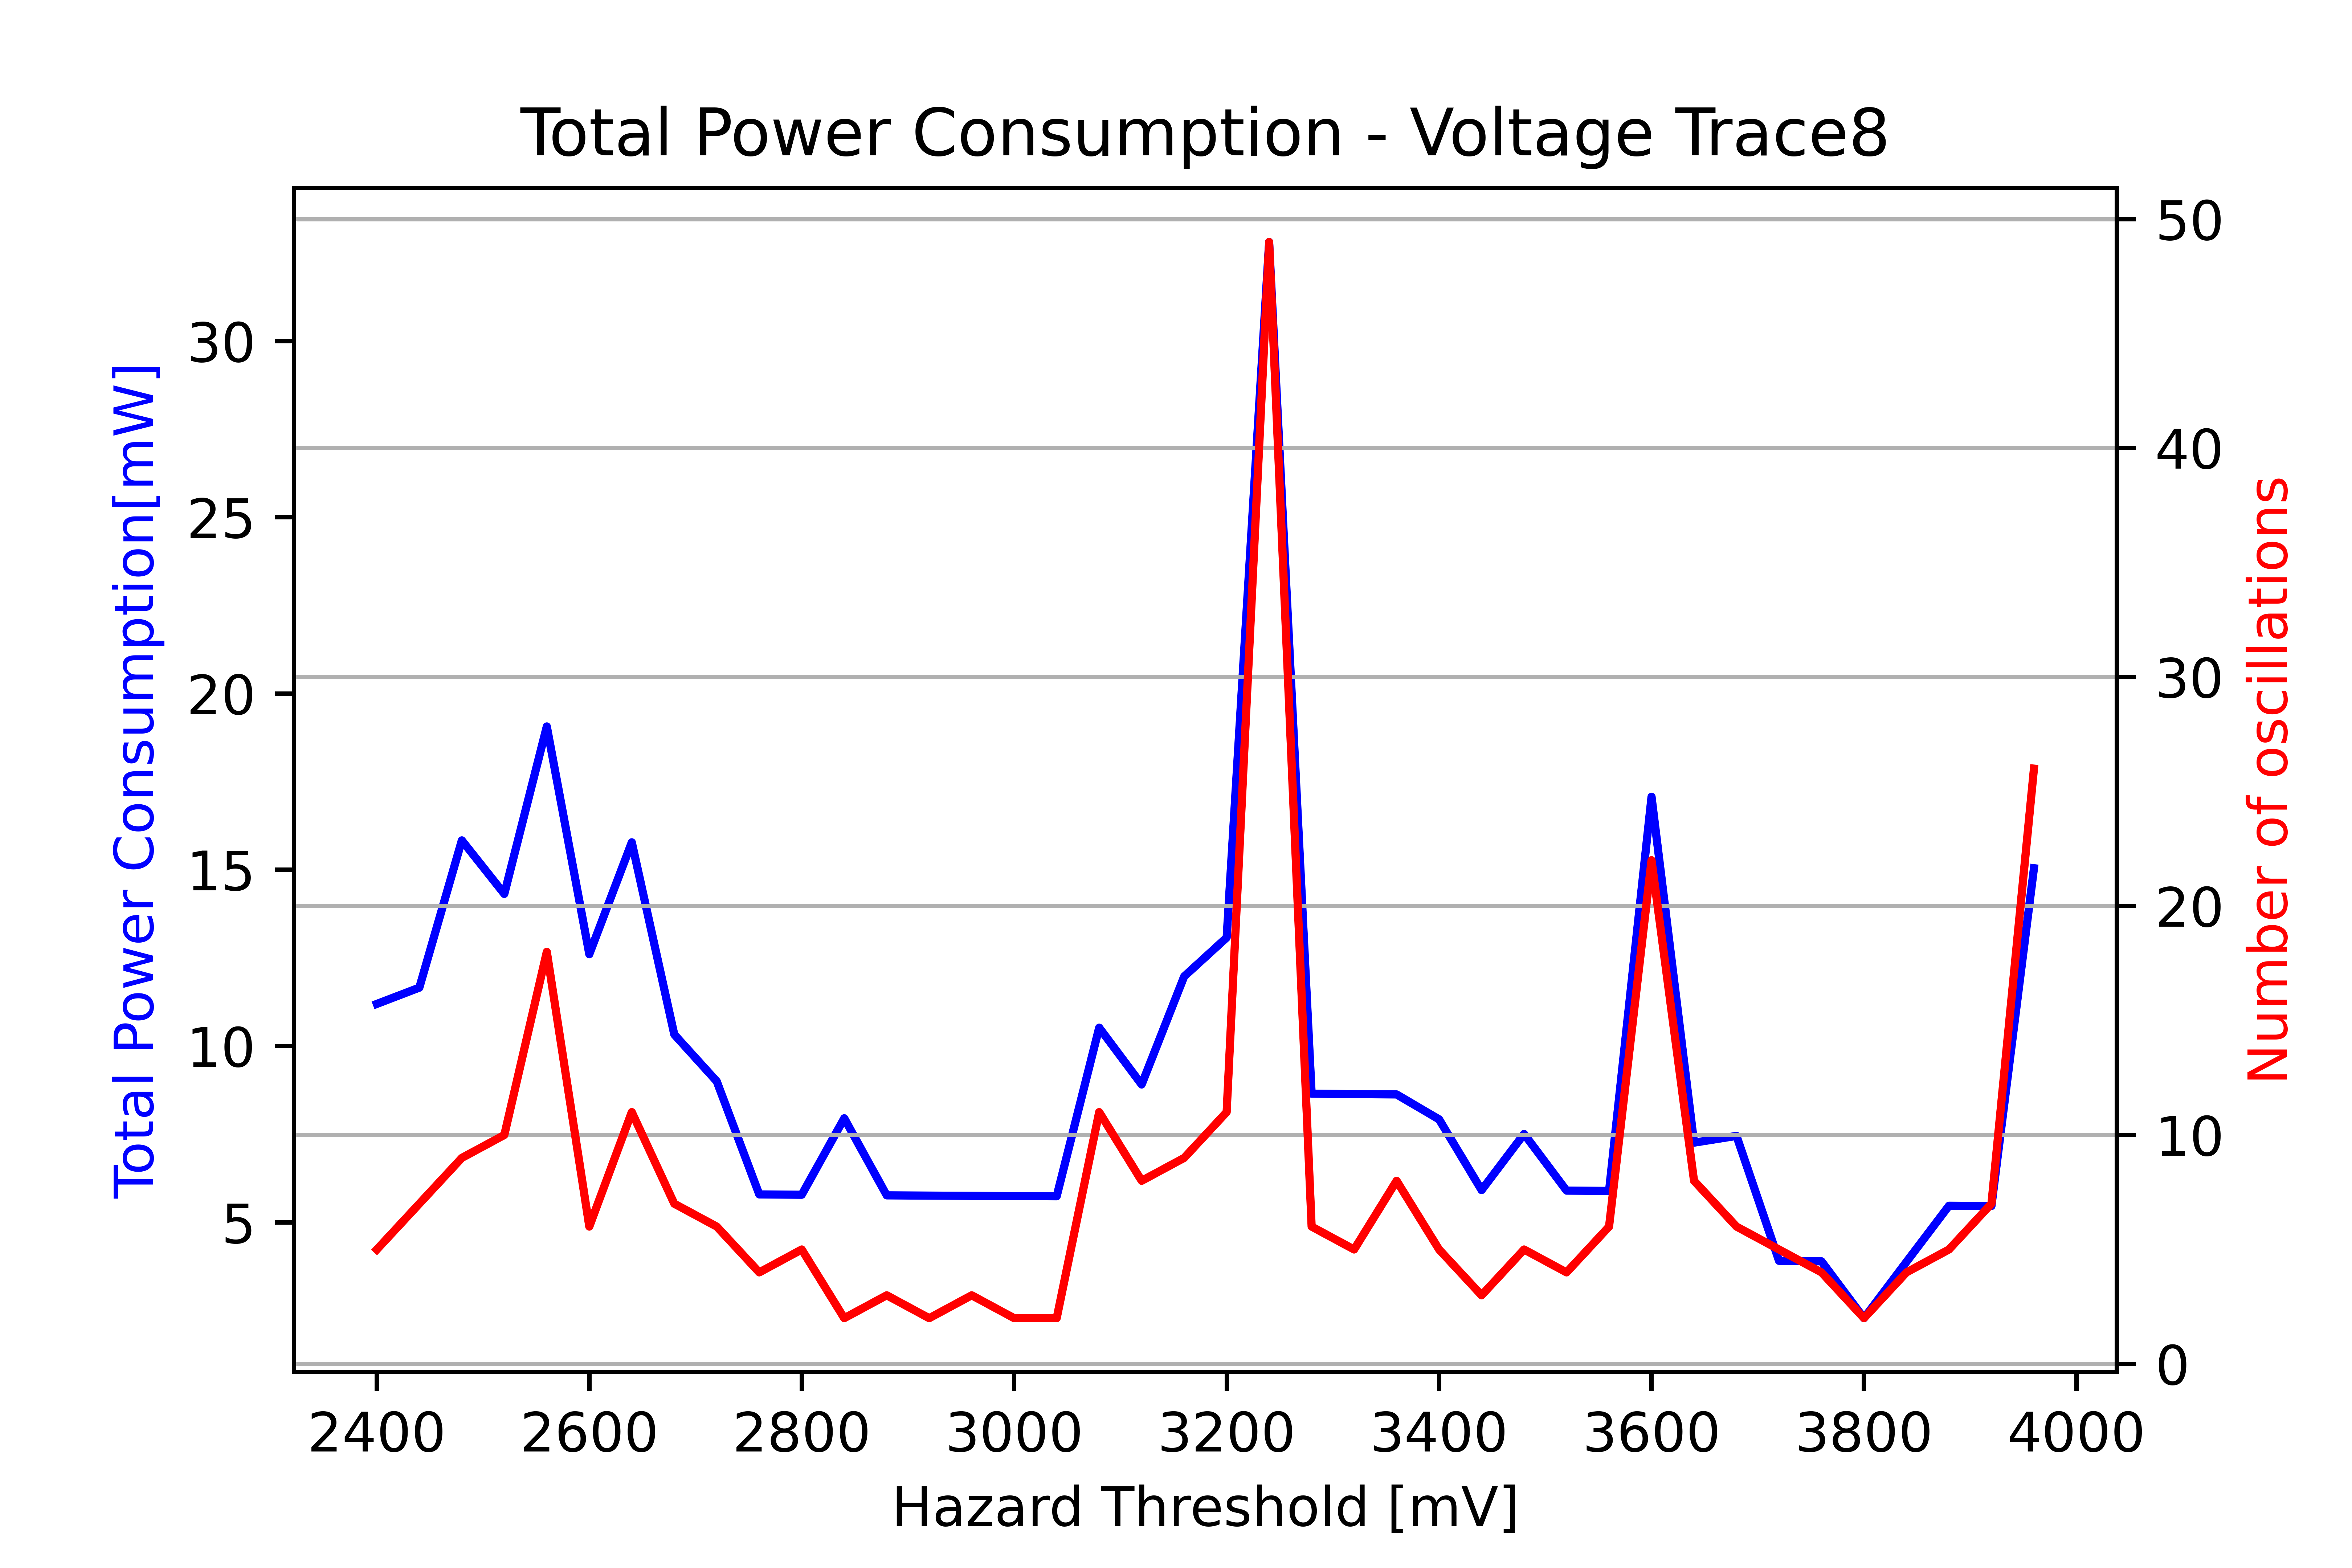 Total Power Consumption - Voltage Trace8
Total Power Consumption[mW]
30
25
20
15
10
5
50
40
30
20
10
0
Number of oscillations
2400 2600 2800 3000 3200 3400 3600 3800 4000
Hazard Threshold [mV]